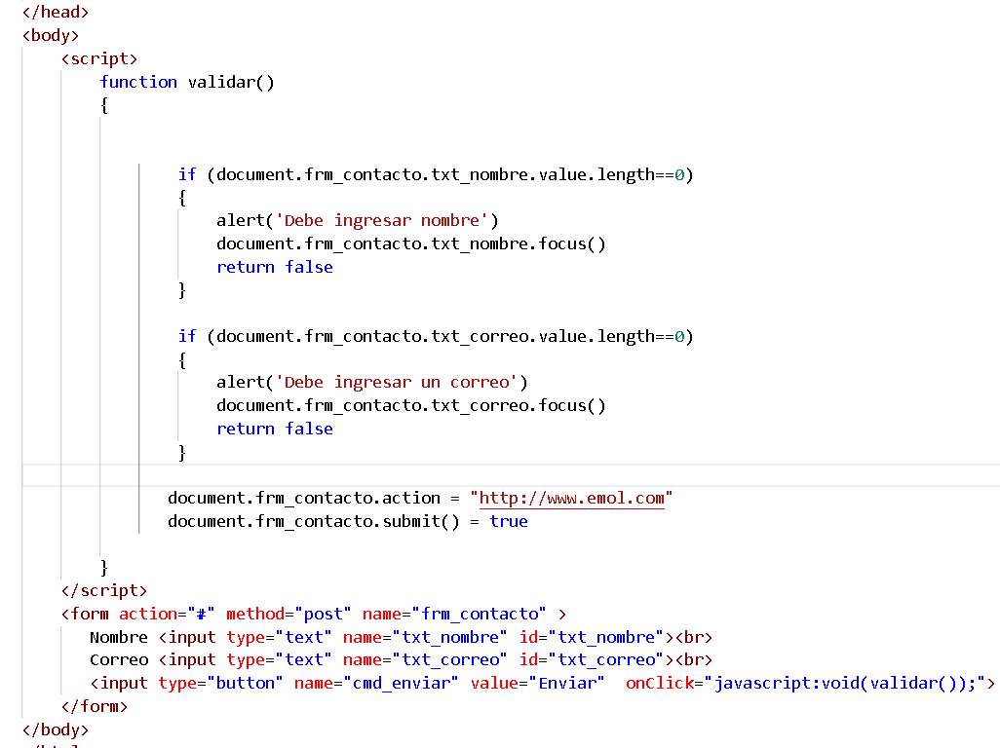 </head>
<body>
<script>
function validar()
{
if (document.frm_contacto.txt_nombre.value.length==0)
{
alert('Debe ingresar nombre')
document.frm_contacto.txt_nombre.focus()
return false
}
if (document.frm_contacto.txt_correo.value.length==0)
{
alert('Debe ingresar un correo')
document.frm_contacto.txt_correo.focus()
return false
}
document.frm_contacto.action = "http://www.emol.com"
document.frm_contacto.submit() = true
}
</script>
<form action="#" method="post" name="frm_contacto" >
Nombre <input type="text" name="txt_nombre" id="txt_nombre"><br>
Correo <input type="text" name="txt_correo" id="txt_correo"><br>
<input type="button" name="cmd_enviar" value="Enviar"  onClick="javascript:void(validar());">
</form>
</body>